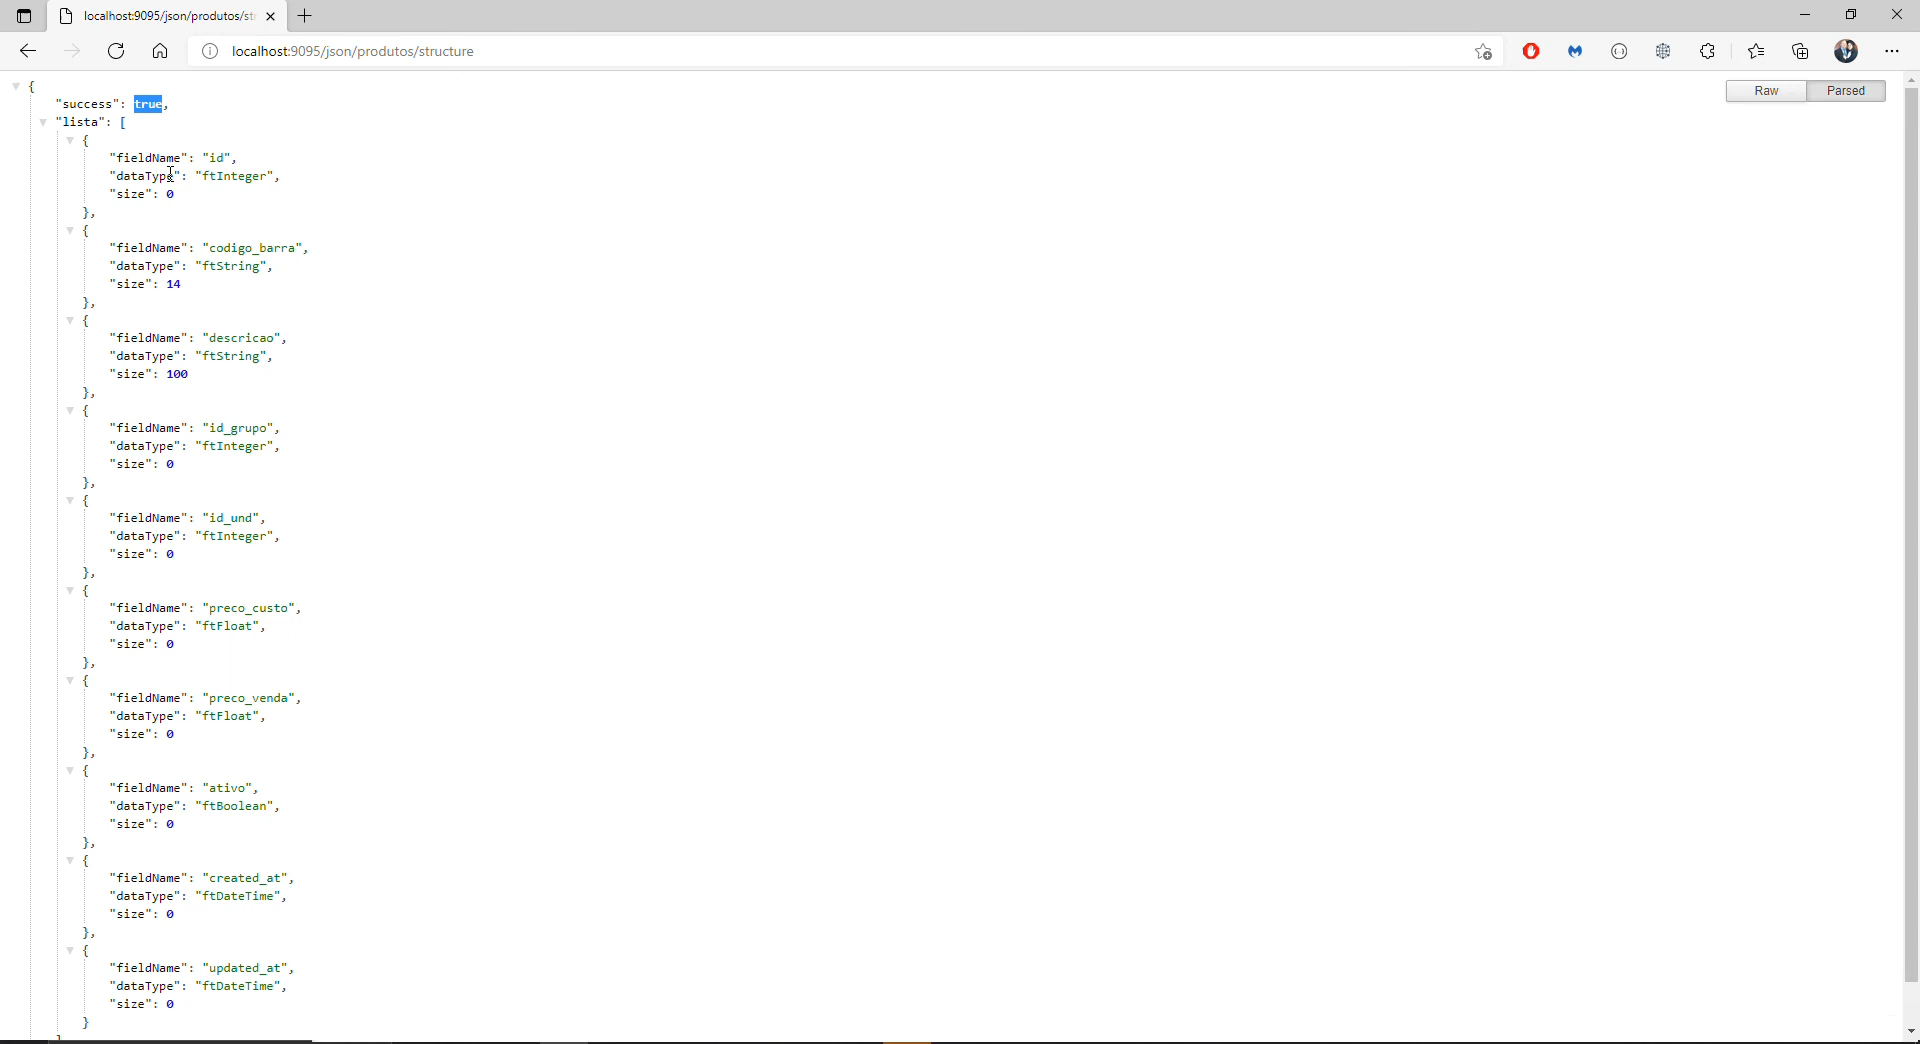 localhost:9095/json/produtos/st
localhost:9095/json/produtos/structure
Raw
Parsed
{
"success": true,
"lista": [
{
"fieldName": "id",
"dataType": "ftInteger",
"size": 0
},
{
"fieldName": "codigo_barra",
"dataType": "ftString",
"size": 14
},
{
"fieldName": "descricao",
"dataType": "ftString",
"size": 100
},
{
"fieldName": "id_grupo",
"dataType": "ftInteger",
"size": 0
},
{
"fieldName": "id_und",
"dataType": "ftInteger",
"size": 0
},
{
"fieldName": "preco_custo",
"dataType": "ftFloat",
"size": 0
},
{
"fieldName": "preco_venda",
"dataType": "ftFloat",
"size": 0
},
{
"fieldName": "ativo",
"dataType": "ftBoolean",
"size": 0
},
{
"fieldName": "created_at",
"dataType": "ftDateTime",
"size": 0
},
{
"fieldName": "updated_at",
"dataType": "ftDateTime",
"size": 0
}
]